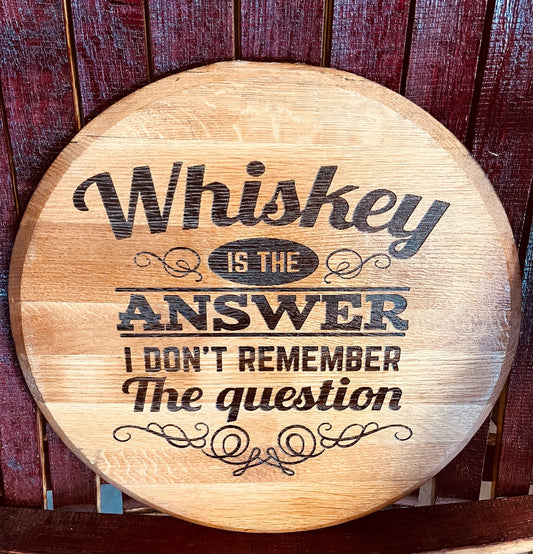 Whiskey
IS THE
ANSWER
I DON'T REMEMBER
The question